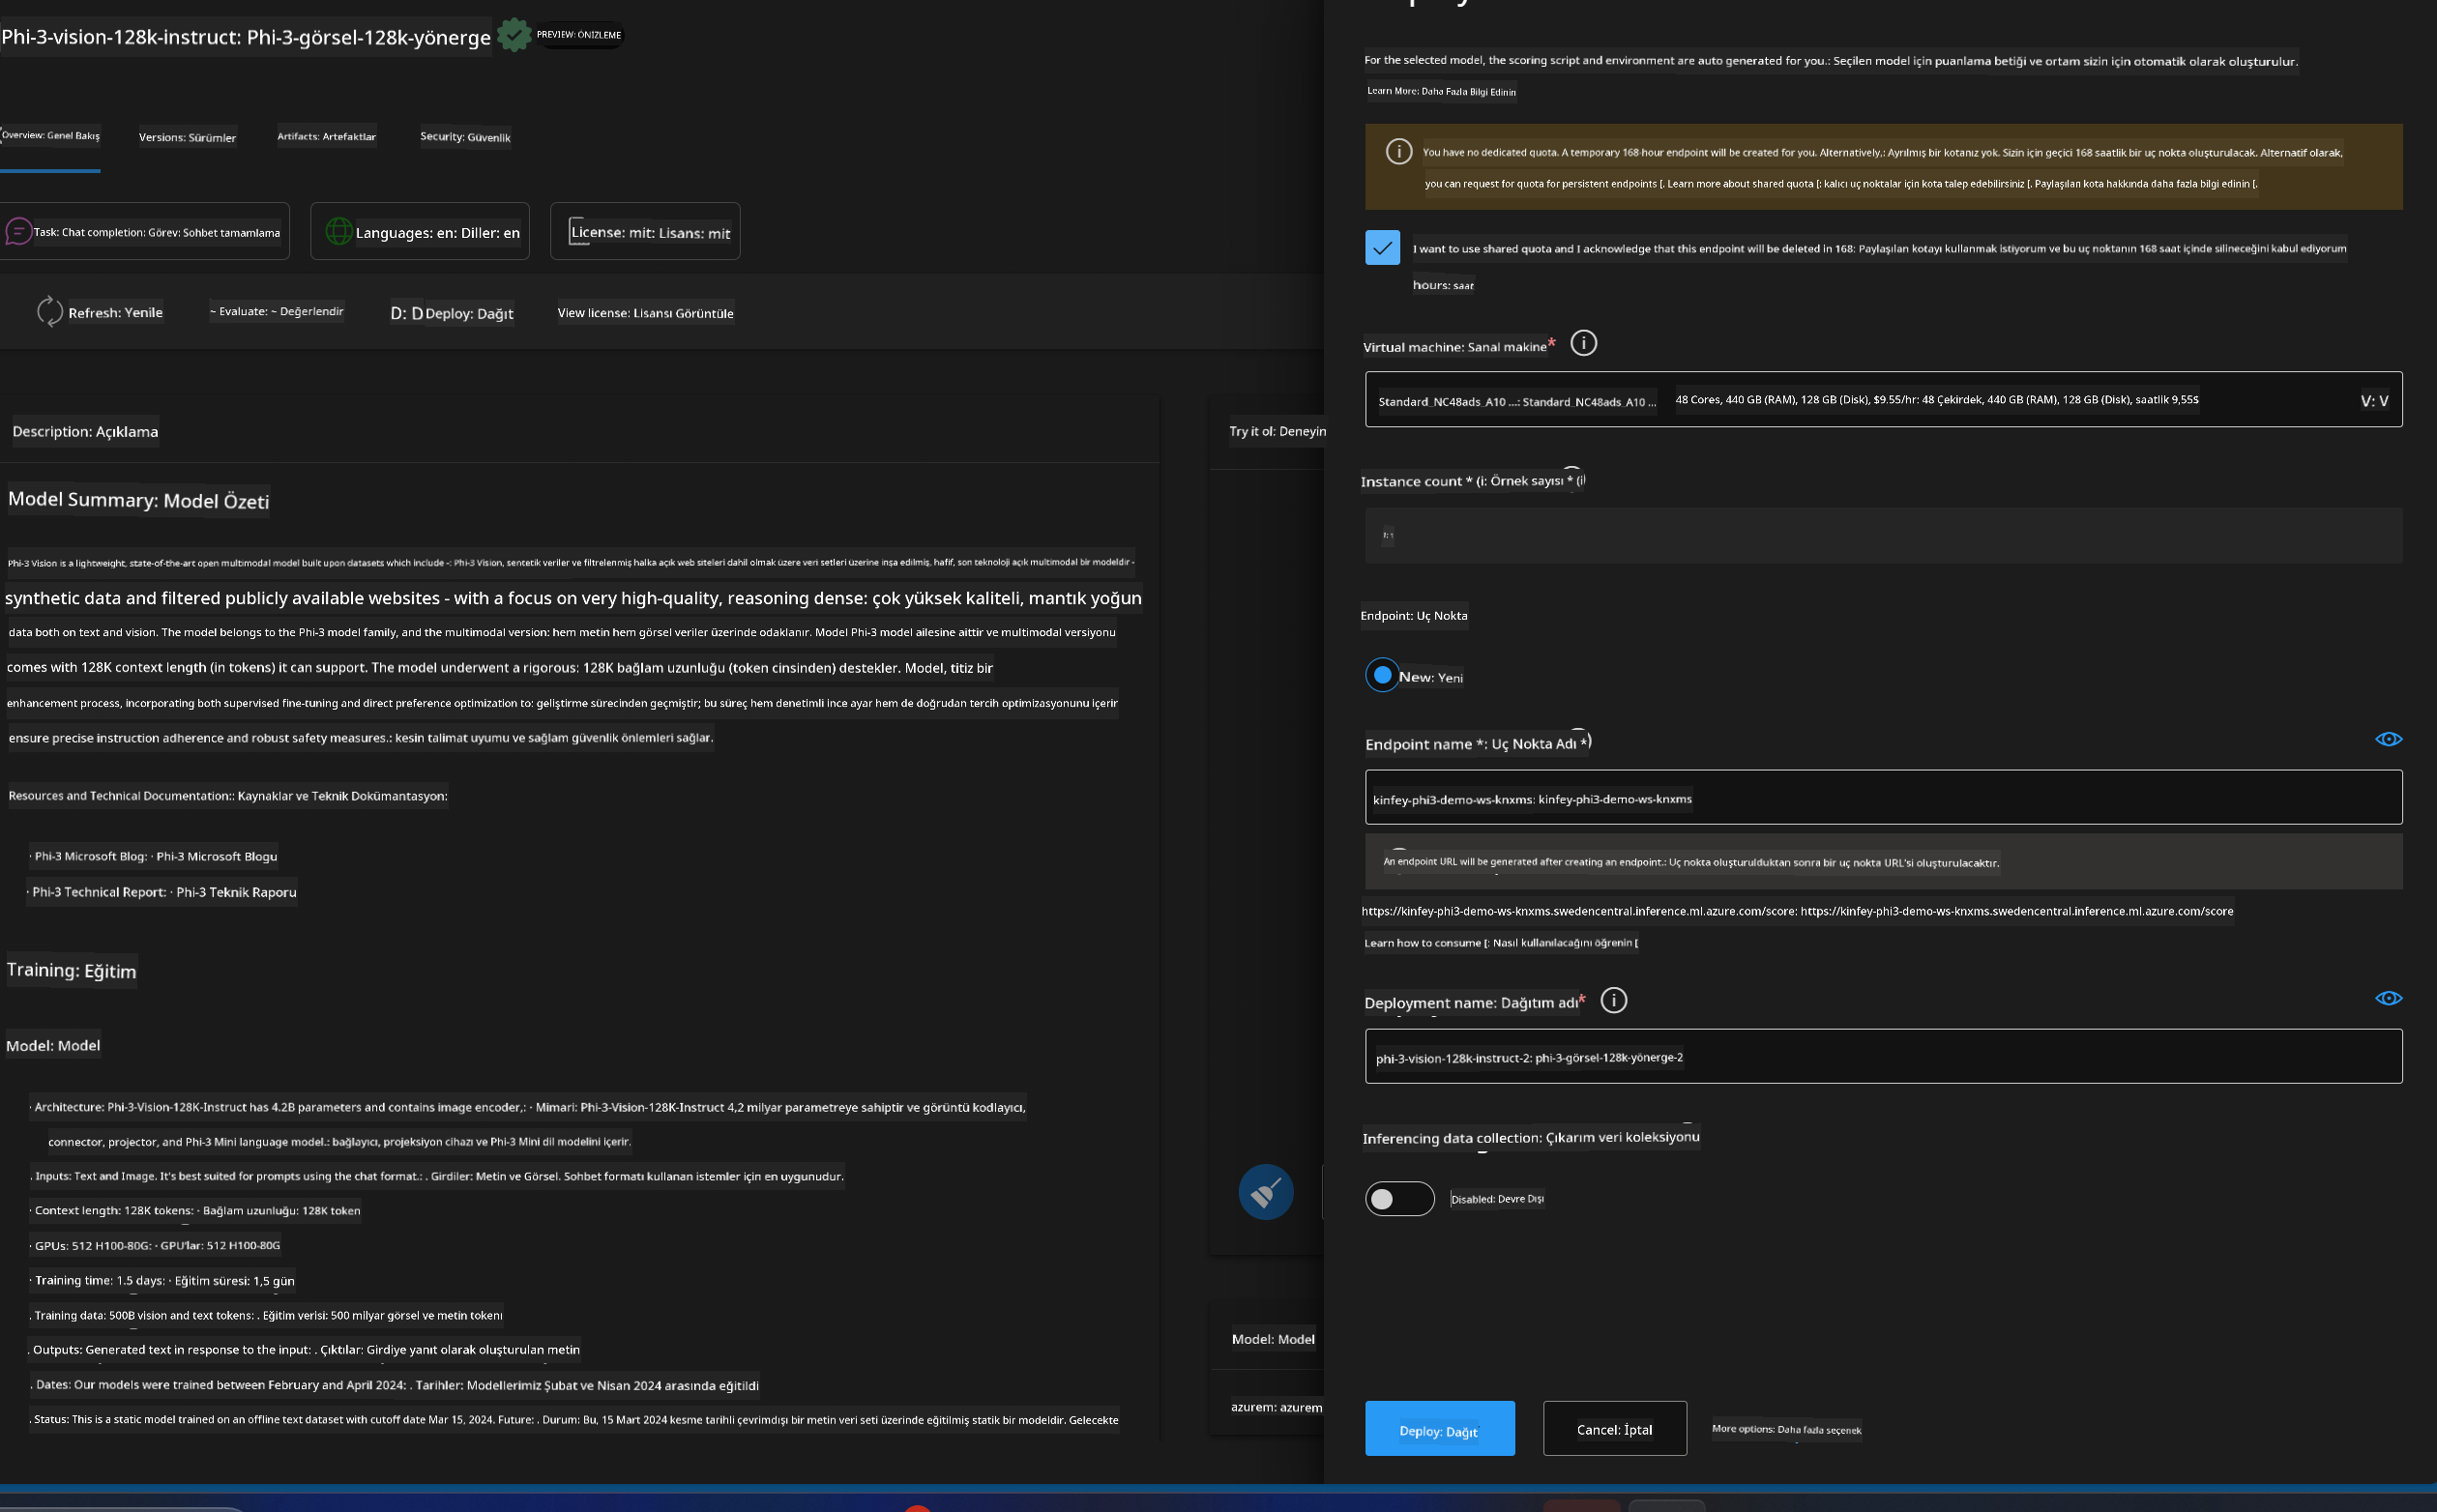 Phi-3-vision-128k-instruct: Phi-3-görsel-128k-yönerge
PREVIEW: ÖNİZLEME
Overview: Genel Bakış
Versions: Sürümler
Artifacts: Artefaktlar
Security: Güvenlik
Task: Chat completion: Görev: Sohbet tamamlama
Languages: en: Diller: en
License: mit: Lisans: mit
Refresh: Yenile
~ Evaluate: ~ Değerlendir
D: D Deploy: Dağıt
View license: Lisansı Görüntüle
Description: Açıklama
Model Summary: Model Özeti
Phi-3 Vision is a lightweight, state-of-the-art open multimodal model built upon datasets which include -: Phi-3 Vision, sentetik veriler ve filtrelenmiş halka açık web siteleri dahil olmak üzere veri setleri üzerine inşa edilmiş, hafif, son teknoloji açık multimodal bir modeldir -
synthetic data and filtered publicly available websites - with a focus on very high-quality, reasoning dense: çok yüksek kaliteli, mantık yoğun
data both on text and vision. The model belongs to the Phi-3 model family, and the multimodal version: hem metin hem görsel veriler üzerinde odaklanır. Model Phi-3 model ailesine aittir ve multimodal versiyonu
comes with 128K context length (in tokens) it can support. The model underwent a rigorous: 128K bağlam uzunluğu (token cinsinden) destekler. Model, titiz bir
enhancement process, incorporating both supervised fine-tuning and direct preference optimization to: geliştirme sürecinden geçmiştir; bu süreç hem denetimli ince ayar hem de doğrudan tercih optimizasyonunu içerir
ensure precise instruction adherence and robust safety measures.: kesin talimat uyumu ve sağlam güvenlik önlemleri sağlar.
Resources and Technical Documentation:: Kaynaklar ve Teknik Dokümantasyon:
· Phi-3 Microsoft Blog: · Phi-3 Microsoft Blogu
· Phi-3 Technical Report: · Phi-3 Teknik Raporu
Training: Eğitim
Model: Model
· Architecture: Phi-3-Vision-128K-Instruct has 4.2B parameters and contains image encoder,: · Mimari: Phi-3-Vision-128K-Instruct 4,2 milyar parametreye sahiptir ve görüntü kodlayıcı,
connector, projector, and Phi-3 Mini language model.: bağlayıcı, projeksiyon cihazı ve Phi-3 Mini dil modelini içerir.
. Inputs: Text and Image. It's best suited for prompts using the chat format.: . Girdiler: Metin ve Görsel. Sohbet formatı kullanan istemler için en uygunudur.
· Context length: 128K tokens: · Bağlam uzunluğu: 128K token
· GPUs: 512 H100-80G: · GPU'lar: 512 H100-80G
· Training time: 1.5 days: · Eğitim süresi: 1,5 gün
. Training data: 500B vision and text tokens: . Eğitim verisi: 500 milyar görsel ve metin tokenı
. Outputs: Generated text in response to the input: . Çıktılar: Girdiye yanıt olarak oluşturulan metin
. Dates: Our models were trained between February and April 2024: . Tarihler: Modellerimiz Şubat ve Nisan 2024 arasında eğitildi
. Status: This is a static model trained on an offline text dataset with cutoff date Mar 15, 2024. Future: . Durum: Bu, 15 Mart 2024 kesme tarihli çevrimdışı bir metin veri seti üzerinde eğitilmiş statik bir modeldir. Gelecekte
Try it ol: Deneyin
Model: Model
azurem: azurem
For the selected model, the scoring script and environment are auto generated for you.: Seçilen model için puanlama betiği ve ortam sizin için otomatik olarak oluşturulur.
Learn More: Daha Fazla Bilgi Edinin
You have no dedicated quota. A temporary 168-hour endpoint will be created for you. Alternatively,: Ayrılmış bir kotanız yok. Sizin için geçici 168 saatlik bir uç nokta oluşturulacak. Alternatif olarak,
you can request for quota for persistent endpoints [. Learn more about shared quota [: kalıcı uç noktalar için kota talep edebilirsiniz [. Paylaşılan kota hakkında daha fazla bilgi edinin [.
I want to use shared quota and I acknowledge that this endpoint will be deleted in 168: Paylaşılan kotayı kullanmak istiyorum ve bu uç noktanın 168 saat içinde silineceğini kabul ediyorum
hours: saat
Virtual machine: Sanal makine*
Standard_NC48ads_A10 ...: Standard_NC48ads_A10 ...
48 Cores, 440 GB (RAM), 128 GB (Disk), $9.55/hr: 48 Çekirdek, 440 GB (RAM), 128 GB (Disk), saatlik 9,55$
V: V
Instance count * (i: Örnek sayısı * (i
Endpoint: Uç Nokta
New: Yeni
Endpoint name *: Uç Nokta Adı *
kinfey-phi3-demo-ws-knxms: kinfey-phi3-demo-ws-knxms
An endpoint URL will be generated after creating an endpoint.: Uç nokta oluşturulduktan sonra bir uç nokta URL'si oluşturulacaktır.
https://kinfey-phi3-demo-ws-knxms.swedencentral.inference.ml.azure.com/score: https://kinfey-phi3-demo-ws-knxms.swedencentral.inference.ml.azure.com/score
Learn how to consume [: Nasıl kullanılacağını öğrenin [
Deployment name: Dağıtım adı*
phi-3-vision-128k-instruct-2: phi-3-görsel-128k-yönerge-2
Inferencing data collection: Çıkarım veri koleksiyonu
Disabled: Devre Dışı
Deploy: Dağıt
Cancel: İptal
More options: Daha fazla seçenek